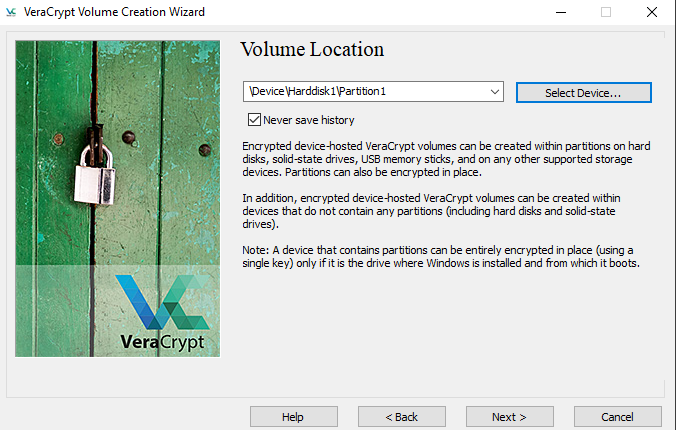 VeraCrypt Volume Creation Wizard
Volume Location
\Device\Harddisk1\Partition1
Select Device...
Never save history
Encrypted device-hosted VeraCrypt volumes can be created within partitions on hard
disks, solid-state drives, USB memory sticks, and on any other supported storage
devices. Partitions can also be encrypted in place.
In addition, encrypted device-hosted VeraCrypt volumes can be created within
devices that do not contain any partitions (including hard disks and solid-state
drives).
Note: A device that contains partitions can be entirely encrypted in place (using a
single key) only if it is the drive where Windows is installed and from which it boots.
VeraCrypt
Help
< Back
Next >
Cancel